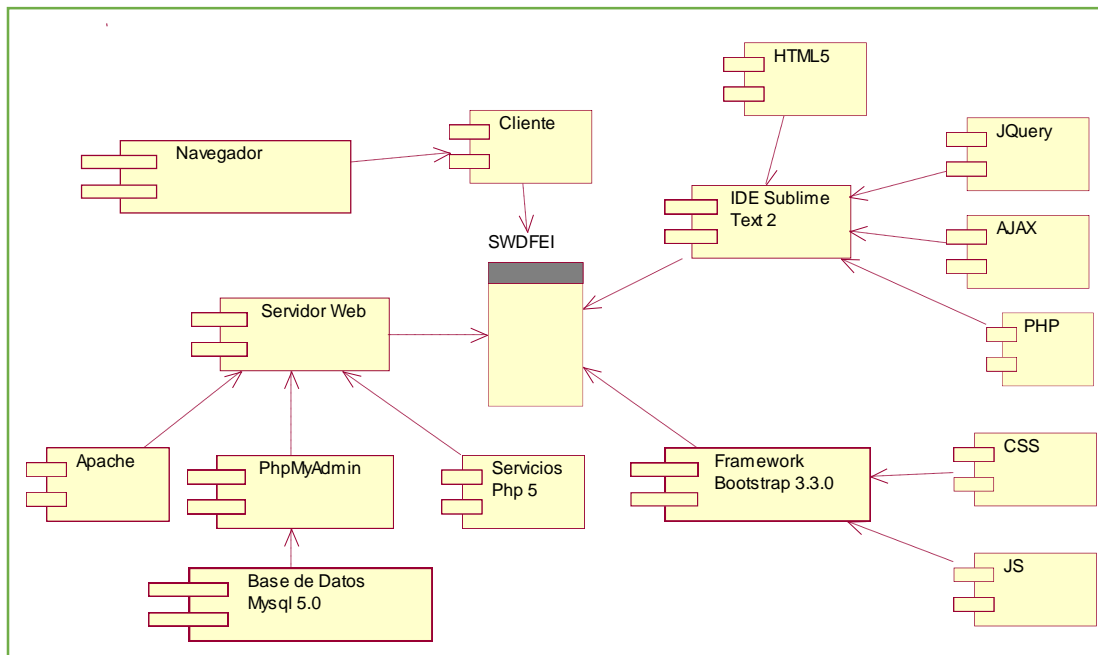 HTML5
Cliente
JQuery
Navegador
IDE Sublime
Text 2
AJAX
SWDFEI
Servidor Web
PHP
Apache
PhpMyAdmin
Servicios
Php 5
Framework
Bootstrap 3.3.0
CSS
Base de Datos
Mysql 5.0
JS